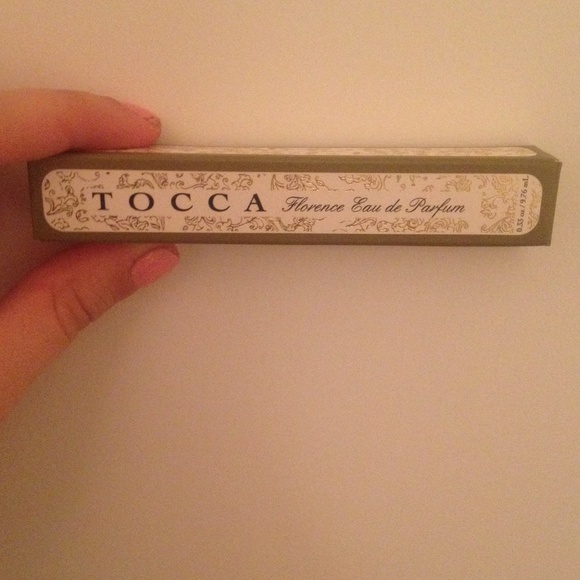 TOCCA Florence Eau de Parfum
0.33 oz / 9.76 mL